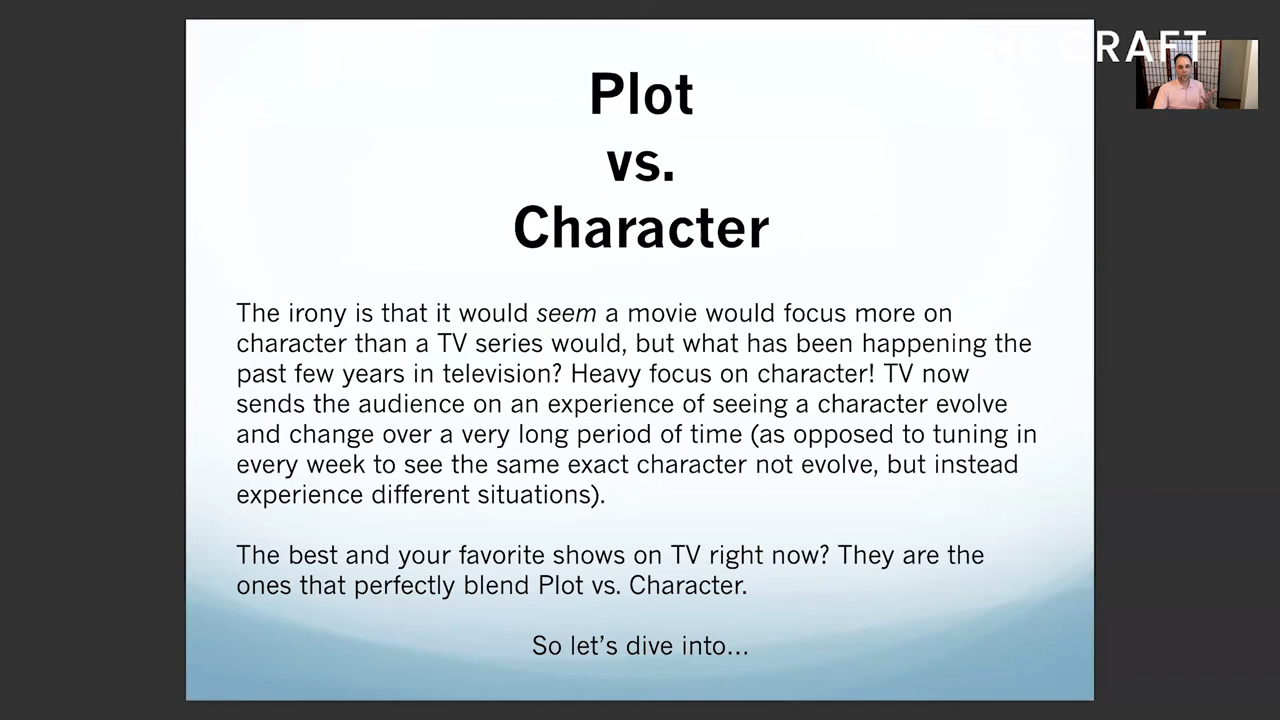 Plot
vs.
Character
The irony is that it would seem a movie would focus more on
character than a TV series would, but what has been happening the
past few years in television? Heavy focus on character! TV now
sends the audience on an experience of seeing a character evolve
and change over a very long period of time (as opposed to tuning in
every week to see the same exact character not evolve, but instead
experience different situations).
The best and your favorite shows on TV right now? They are the
ones that perfectly blend Plot vs. Character.
So let’s dive into...